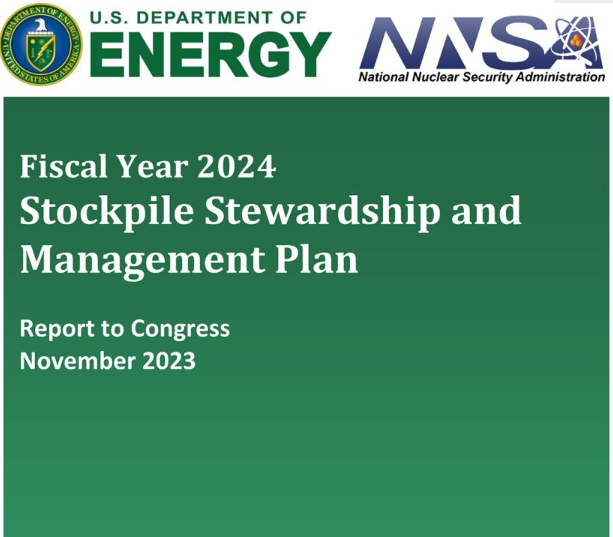 DEPARTMENT OF ENERGY
UNITED STATES OF AMERICA
U.S. DEPARTMENT OF
ENERGY
NNSA
National Nuclear Security Administration
Fiscal Year 2024
Stockpile Stewardship and
Management Plan
Report to Congress
November 2023